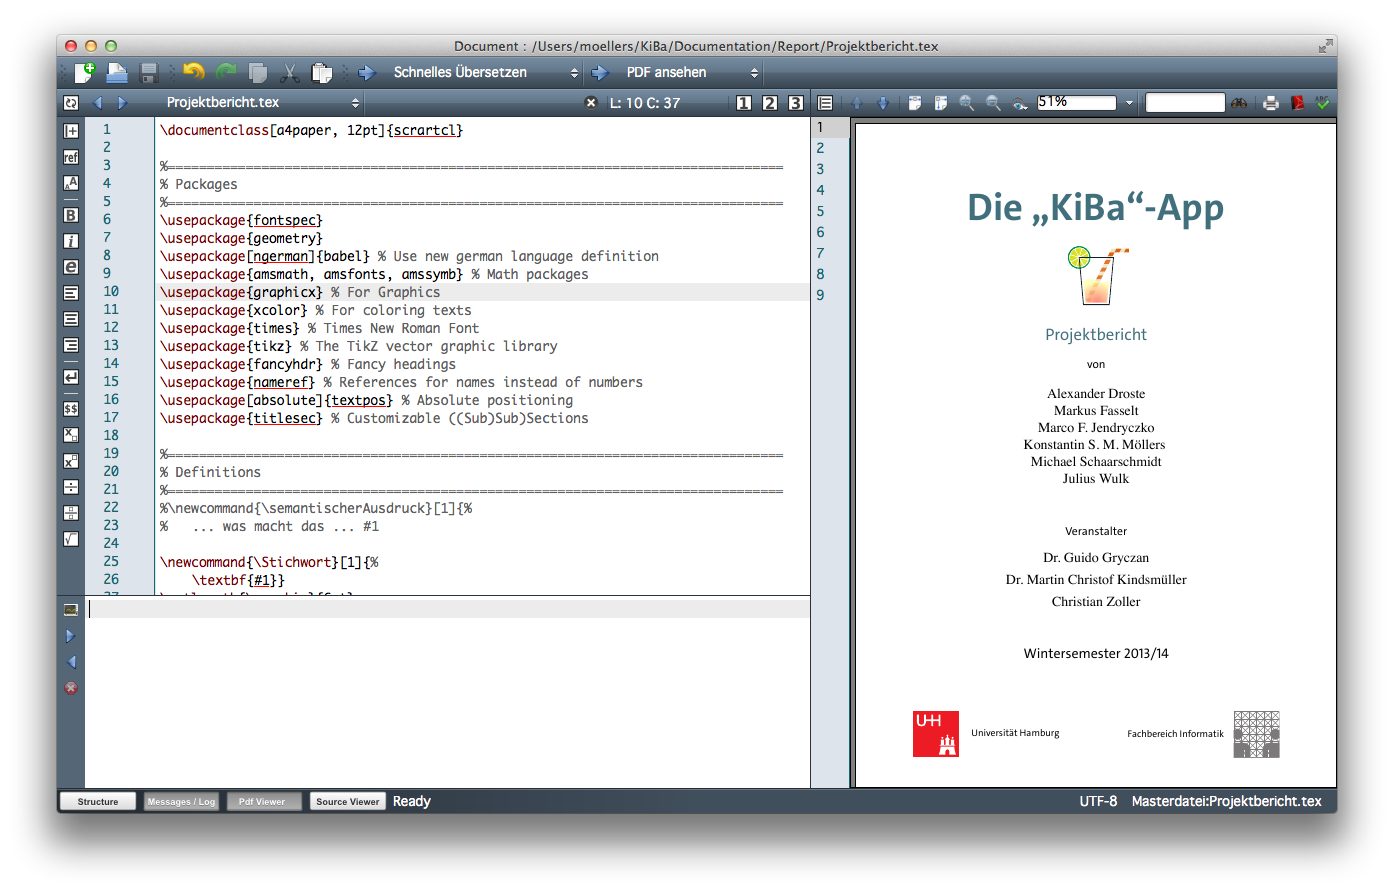 Document : /Users/moellers/KiBa/Documentation/Report/Projektbericht.tex
Schnelles Übersetzen
PDF ansehen
Projektbericht.tex
L: 10 C: 37
1 2 3
51%
ref
1 \documentclass[a4paper, 12pt]{scrartcl}
2
3 %===============================================================================
4 % Packages
5 %===============================================================================
6 \usepackage{fontspec}
7 \usepackage{geometry}
8 \usepackage[ngerman]{babel} % Use new german language definition
9 \usepackage{amsmath, amsfonts, amssymb} % Math packages
10 \usepackage{graphicx} % For Graphics
11 \usepackage{xcolor} % For coloring texts
12 \usepackage{times} % Times New Roman Font
13 \usepackage{tikz} % The TikZ vector graphic library
14 \usepackage{fancyhdr} % Fancy headings
15 \usepackage{nameref} % References for names instead of numbers
16 \usepackage[absolute]{textpos} % Absolute positioning
17 \usepackage{titlesec} % Customizable ((Sub)Sub)Sections
18
19 %===============================================================================
20 % Definitions
21 %===============================================================================
22 %\newcommand{\semantischerAusdruck}[1]{%
23 %   ... was macht das ... #1
24
25 \newcommand{\Stichwort}[1]{%
26     \textbf{#1}}
1
2
3
4
5
6
7
8
9
Die „KiBa“-App
Projektbericht
von
Alexander Droste
Markus Fasselt
Marco F. Jendryczko
Konstantin S. M. Möllers
Michael Schaarschmidt
Julius Wulk
Veranstalter
Dr. Guido Gryczan
Dr. Martin Christof Kindsmüller
Christian Zoller
Wintersemester 2013/14
Universität Hamburg
Fachbereich Informatik
Structure
Messages / Log
Pdf Viewer
Source Viewer
Ready
UTF-8
Masterdatei:Projektbericht.tex